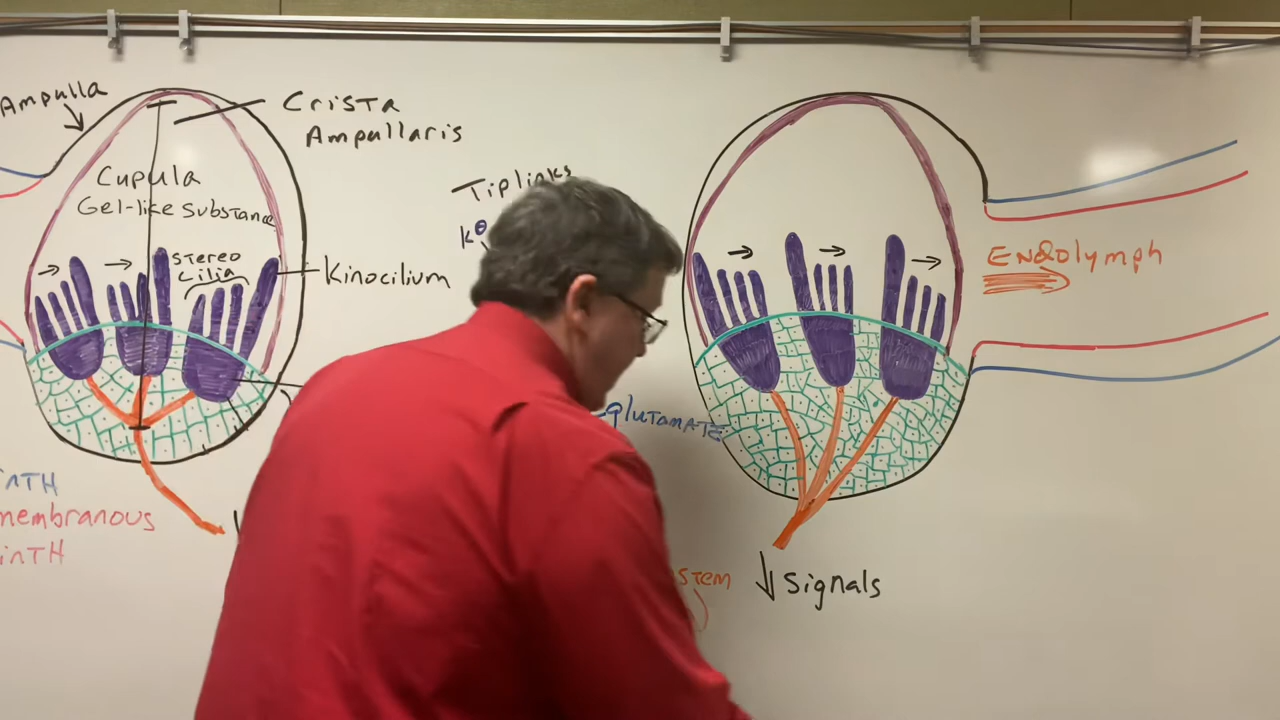 Ampulla
Crista
Ampullaris
Cupula
Gel-like Substance
Stereo
Cilia
Kinocilium
Tiplinks
K⊖
glutamate
Endolymph
membranous
↓ Signals